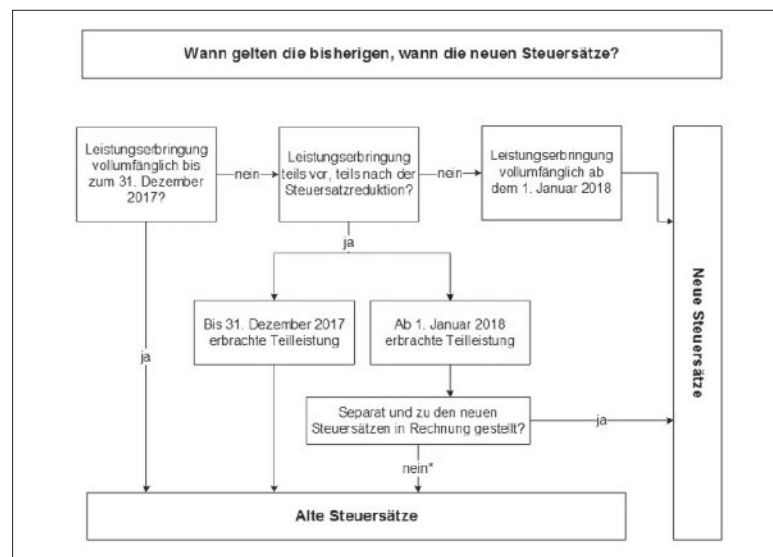 Wann gelten die bisherigen, wann die neuen Steuersätze?
Leistungserbringung
vollumfänglich bis
zum 31. Dezember
2017?
nein
Leistungserbringung
teils vor, teils nach der
Steuersatzreduktion?
nein
Leistungserbringung
vollumfänglich ab
dem 1. Januar 2018
ja
Bis 31. Dezember 2017
erbrachte Teilleistung
Ab 1. Januar 2018
erbrachte Teilleistung
ja
Separat und zu den neuen
Steuersätzen in Rechnung gestellt?
ja
nein*
Alte Steuersätze
Neue Steuersätze